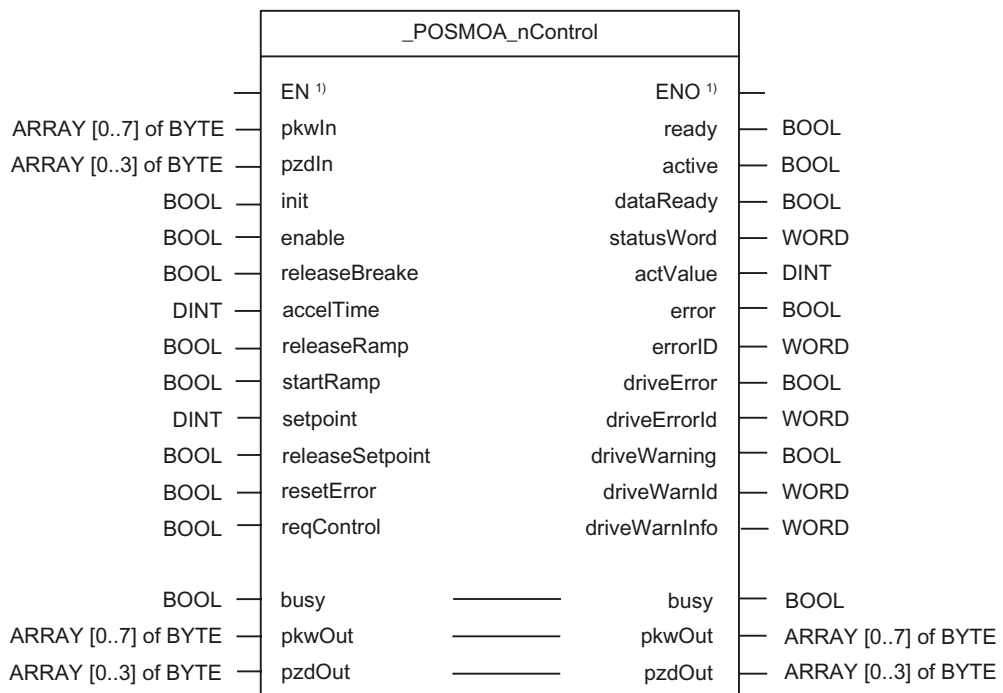 _POSMOA_nControl
EN 1) ENO 1)
ARRAY [0..7] of BYTE pkwIn ready BOOL
ARRAY [0..3] of BYTE pzdIn active BOOL
BOOL init dataReady BOOL
BOOL enable statusWord WORD
BOOL releaseBreake actValue DINT
DINT accelTime error BOOL
BOOL releaseRamp errorID WORD
BOOL startRamp driveError BOOL
DINT setpoint driveErrorId WORD
BOOL releaseSetpoint driveWarning BOOL
BOOL resetError driveWarnId WORD
BOOL reqControl driveWarnInfo WORD
BOOL busy busy BOOL
ARRAY [0..7] of BYTE pkwOut pkwOut ARRAY [0..7] of BYTE
ARRAY [0..3] of BYTE pzdOut pzdOut ARRAY [0..3] of BYTE